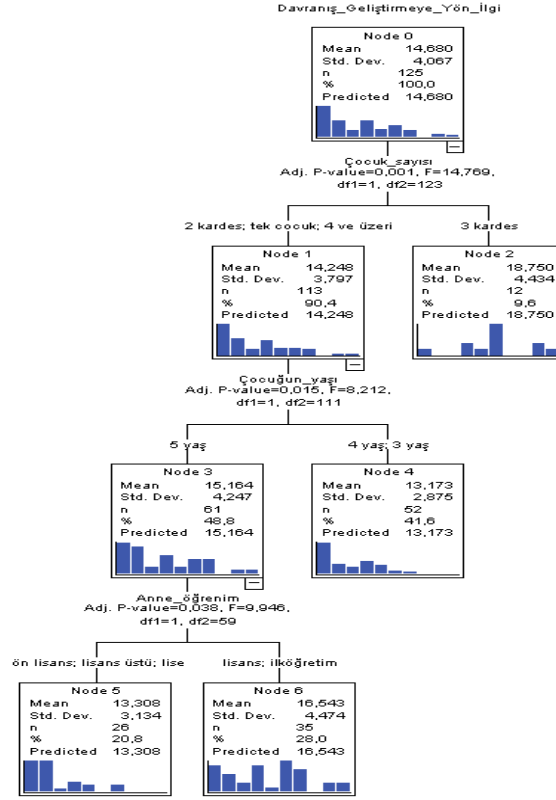 Davranış_Geliştirmeye_Yön_İlgi
Node 0
Mean 14,680
Std. Dev. 4,067
n 125
% 100,0
Predicted 14,680
Çocuk_sayısı
Adj. P-value=0,001, F=14,769,
df1=1, df2=123
2 kardes; tek cocuk; 4 ve üzeri
3 kardes
Node 1
Mean 14,248
Std. Dev. 3,797
n 113
% 90,4
Predicted 14,248
Node 2
Mean 18,750
Std. Dev. 4,434
n 12
% 9,6
Predicted 18,750
Çocuğun_yaşı
Adj. P-value=0,015, F=8,212,
df1=1, df2=111
5 yaş
4 yaş; 3 yaş
Node 3
Mean 15,164
Std. Dev. 4,247
n 61
% 48,8
Predicted 15,164
Node 4
Mean 13,173
Std. Dev. 2,875
n 52
% 41,6
Predicted 13,173
Anne_öğrenim
Adj. P-value=0,038, F=9,946,
df1=1, df2=59
ön lisans; lisans üstü; lise
lisans; ilköğretim
Node 5
Mean 13,308
Std. Dev. 3,134
n 26
% 20,8
Predicted 13,308
Node 6
Mean 16,543
Std. Dev. 4,474
n 35
% 28,0
Predicted 16,543